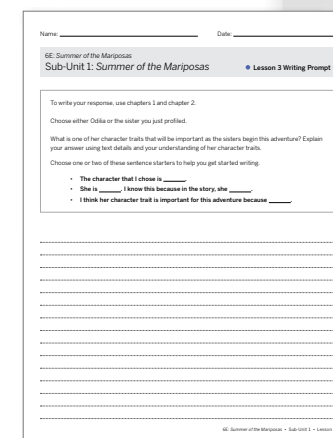 Name: Date:
6E: Summer of the Mariposas
Sub-Unit 1: Summer of the Mariposas • Lesson 3 Writing Prompt
To write your response, use chapters 1 and chapter 2.
Choose either Odilia or the sister you just profiled.
What is one of her character traits that will be important as the sisters begin this adventure? Explain
your answer using text details and your understanding of her character traits.
Choose one or two of these sentence starters to help you get started writing.
• The character that I chose is ______.
• She is ______. I know this because in the story, she ______.
• I think her character trait is important for this adventure because ______.
6E: Summer of the Mariposas • Sub-Unit 1 • Lesson